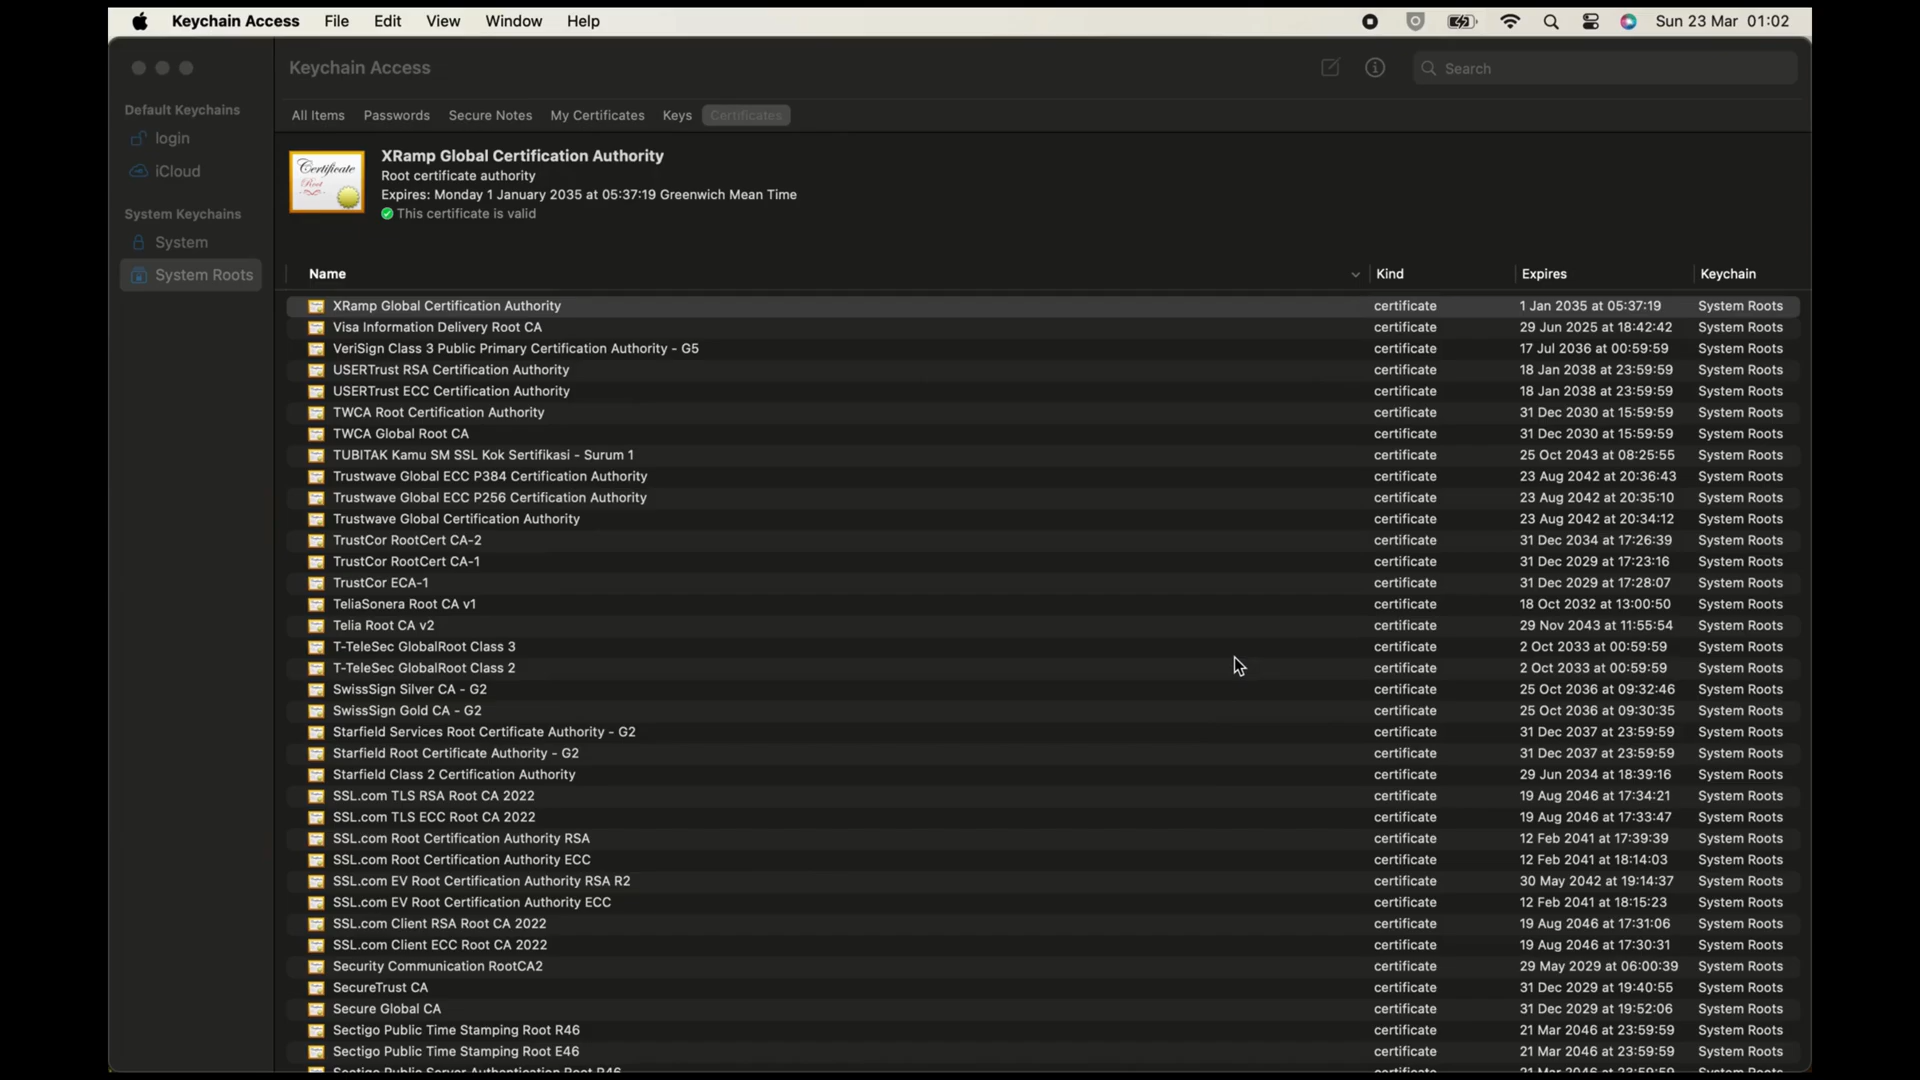 Keychain Access File Edit View Window Help Sun 23 Mar 01:02
Keychain Access Search
Default Keychains
login
iCloud
System Keychains
System
System Roots
All Items Passwords Secure Notes My Certificates Keys Certificates
Certificate
Root
XRamp Global Certification Authority
Root certificate authority
Expires: Monday 1 January 2035 at 05:37:19 Greenwich Mean Time
This certificate is valid
Name Kind Expires Keychain
XRamp Global Certification Authority certificate 1 Jan 2035 at 05:37:19 System Roots
Visa Information Delivery Root CA certificate 29 Jun 2025 at 18:42:42 System Roots
VeriSign Class 3 Public Primary Certification Authority - G5 certificate 17 Jul 2036 at 00:59:59 System Roots
USERTrust RSA Certification Authority certificate 18 Jan 2038 at 23:59:59 System Roots
USERTrust ECC Certification Authority certificate 18 Jan 2038 at 23:59:59 System Roots
TWCA Root Certification Authority certificate 31 Dec 2030 at 15:59:59 System Roots
TWCA Global Root CA certificate 31 Dec 2030 at 15:59:59 System Roots
TUBITAK Kamu SM SSL Kok Sertifikasi - Surum 1 certificate 25 Oct 2043 at 08:25:55 System Roots
Trustwave Global ECC P384 Certification Authority certificate 23 Aug 2042 at 20:36:43 System Roots
Trustwave Global ECC P256 Certification Authority certificate 23 Aug 2042 at 20:35:10 System Roots
Trustwave Global Certification Authority certificate 23 Aug 2042 at 20:34:12 System Roots
TrustCor RootCert CA-2 certificate 31 Dec 2034 at 17:26:39 System Roots
TrustCor RootCert CA-1 certificate 31 Dec 2029 at 17:23:16 System Roots
TrustCor ECA-1 certificate 31 Dec 2029 at 17:28:07 System Roots
TeliaSonera Root CA v1 certificate 18 Oct 2032 at 13:00:50 System Roots
Telia Root CA v2 certificate 29 Nov 2043 at 11:55:54 System Roots
T-TeleSec GlobalRoot Class 3 certificate 2 Oct 2033 at 00:59:59 System Roots
T-TeleSec GlobalRoot Class 2 certificate 2 Oct 2033 at 00:59:59 System Roots
SwissSign Silver CA - G2 certificate 25 Oct 2036 at 09:32:46 System Roots
SwissSign Gold CA - G2 certificate 25 Oct 2036 at 09:30:35 System Roots
Starfield Services Root Certificate Authority - G2 certificate 31 Dec 2037 at 23:59:59 System Roots
Starfield Root Certificate Authority - G2 certificate 31 Dec 2037 at 23:59:59 System Roots
Starfield Class 2 Certification Authority certificate 29 Jun 2034 at 18:39:16 System Roots
SSL.com TLS RSA Root CA 2022 certificate 19 Aug 2046 at 17:34:21 System Roots
SSL.com TLS ECC Root CA 2022 certificate 19 Aug 2046 at 17:33:47 System Roots
SSL.com Root Certification Authority RSA certificate 12 Feb 2041 at 17:39:39 System Roots
SSL.com Root Certification Authority ECC certificate 12 Feb 2041 at 18:14:03 System Roots
SSL.com EV Root Certification Authority RSA R2 certificate 30 May 2042 at 19:14:37 System Roots
SSL.com EV Root Certification Authority ECC certificate 12 Feb 2041 at 18:15:23 System Roots
SSL.com Client RSA Root CA 2022 certificate 19 Aug 2046 at 17:31:06 System Roots
SSL.com Client ECC Root CA 2022 certificate 19 Aug 2046 at 17:30:31 System Roots
Security Communication RootCA2 certificate 29 May 2029 at 06:00:39 System Roots
SecureTrust CA certificate 31 Dec 2029 at 19:40:55 System Roots
Secure Global CA certificate 31 Dec 2029 at 19:52:06 System Roots
Sectigo Public Time Stamping Root R46 certificate 21 Mar 2046 at 23:59:59 System Roots
Sectigo Public Time Stamping Root E46 certificate 21 Mar 2046 at 23:59:59 System Roots
Sectigo Public Server Authentication Root R46 certificate 21 Mar 2046 at 23:59:59 System Roots